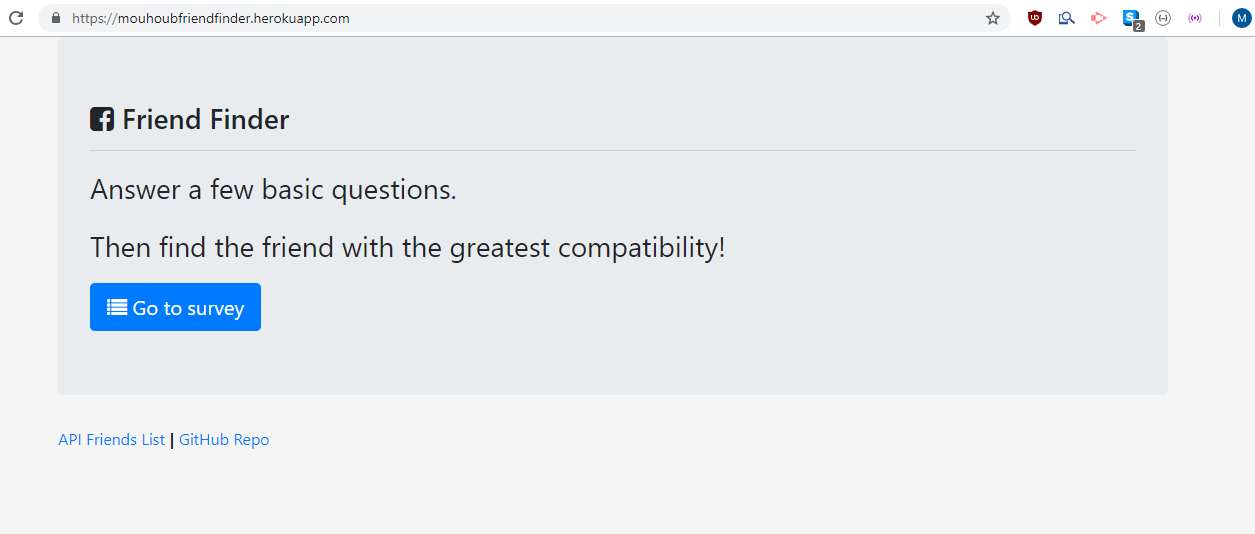 https://mouhoubfriendfinder.herokuapp.com
2
M
Friend Finder
Answer a few basic questions.
Then find the friend with the greatest compatibility!
Go to survey
API Friends List | GitHub Repo